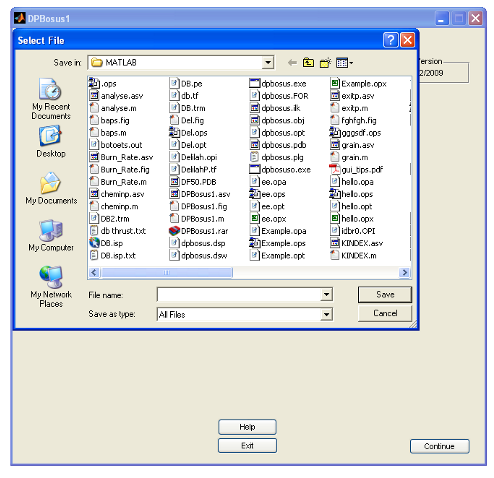 DPBosus1
Select File
Save in: MATLAB
ersion
2/2009
My Recent Documents
Desktop
My Documents
My Computer
My Network Places
.ops
analyse.asv
analyse.m
baps.fig
baps.m
botoets.out
Burn_Rate.asv
Burn_Rate.fig
Burn_Rate.m
cheminp.asv
cheminp.m
DB2.trm
db thrust.txt
DB.isp
DB.isp.txt
DB.pe
db.tf
DB.trm
Del.fig
Del.ops
Del.opt
Delilah.opi
DelilahP.tf
DF50.PDB
DPBosus1.asv
DPBosus1.fig
DPBosus1.m
DPBosus1.rar
dpbosus.dsp
dpbosus.dsw
dpbosus.exe
dpbosus.FOR
dpbosus.ilk
dpbosus.obj
dpbosus.opt
dpbosus.pdb
dpbosus.plg
dpbosuso.exe
ee.opa
ee.ops
ee.opt
ee.opx
Example.opa
Example.ops
Example.opt
Example.opx
exitp.asv
exitp.m
fghfgh.fig
gggsdf.ops
grain.asv
grain.m
gui_tips.pdf
hello.opa
hello.ops
hello.opt
hello.opx
idbr0.OPI
KINDEX.asv
KINDEX.m
File name:
Save
Save as type: All Files
Cancel
Help
Exit
Continue